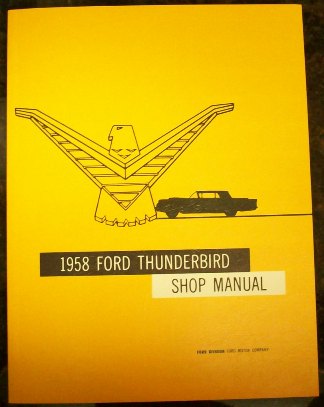 1958 FORD THUNDERBIRD
SHOP MANUAL
FORD DIVISION FORD MOTOR COMPANY